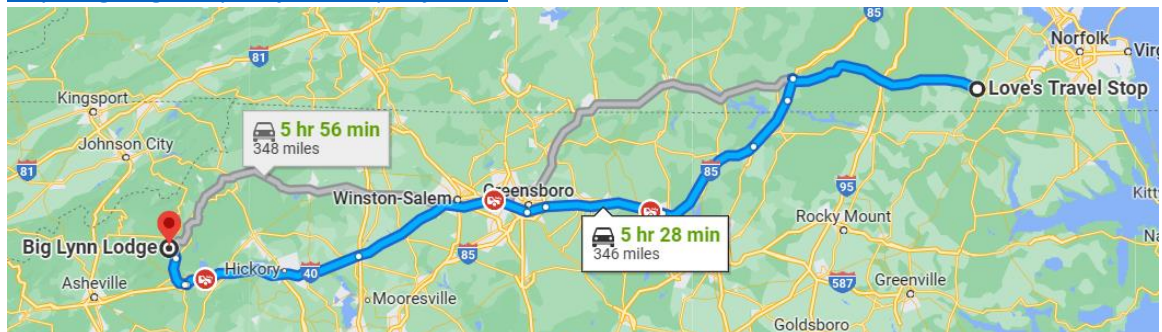 85
Norfolk
Virg
81
Love's Travel Stop
Kingsport
5 hr 56 min
348 miles
Johnson City
81
Winston-Salem
Greensboro
85
95
Kitty
Rocky Mount
5 hr 28 min
346 miles
Big Lynn Lodge
Na
Hickory
40
85
Asheville
587
Greenville
Mooresville
Goldsboro